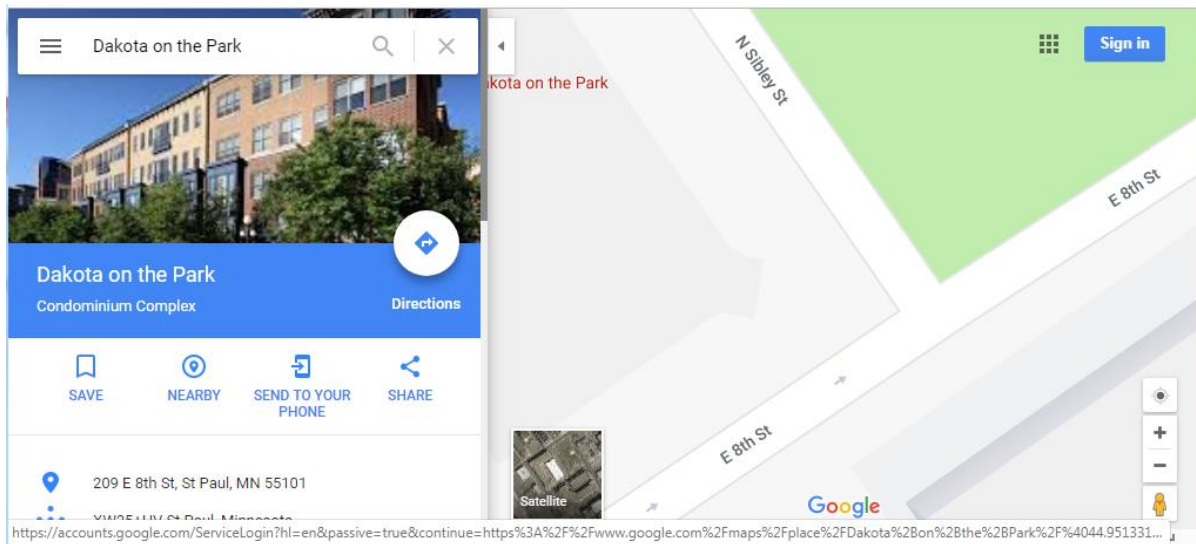 Dakota on the Park
Sign in
kota on the Park
N Sibley St
E 8th St
Dakota on the Park
Condominium Complex
Directions
SAVE
NEARBY
SEND TO YOUR
PHONE
SHARE
E 8th St
209 E 8th St, St Paul, MN 55101
St Paul, Minnesota
Satellite
Google
https://accounts.google.com/ServiceLogin?hl=en&passive=true&continue=https%3A%2F%2Fwww.google.com%2Fmaps%2Fplace%2FDakota%2Bon%2Bthe%2BPark%2F%4044.951331...